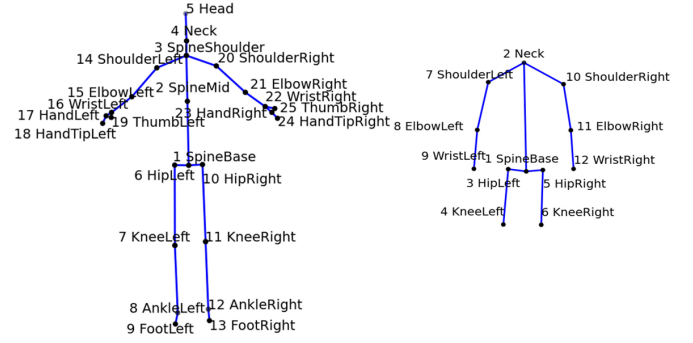 5 Head
4 Neck
3 SpineShoulder
14 ShoulderLeft
20 ShoulderRight
2 SpineMid
21 ElbowRight
15 ElbowLeft
22 WristRight
16 WristLeft
25 ThumbRight
17 HandLeft
23 HandRight
19 ThumbLeft
24 HandTipRight
18 HandTipLeft
1 SpineBase
6 HipLeft
10 HipRight
7 KneeLeft
11 KneeRight
8 AnkleLeft
12 AnkleRight
9 FootLeft
13 FootRight
2 Neck
7 ShoulderLeft
10 ShoulderRight
8 ElbowLeft
11 ElbowRight
9 WristLeft
1 SpineBase
12 WristRight
3 HipLeft
5 HipRight
4 KneeLeft
6 KneeRight